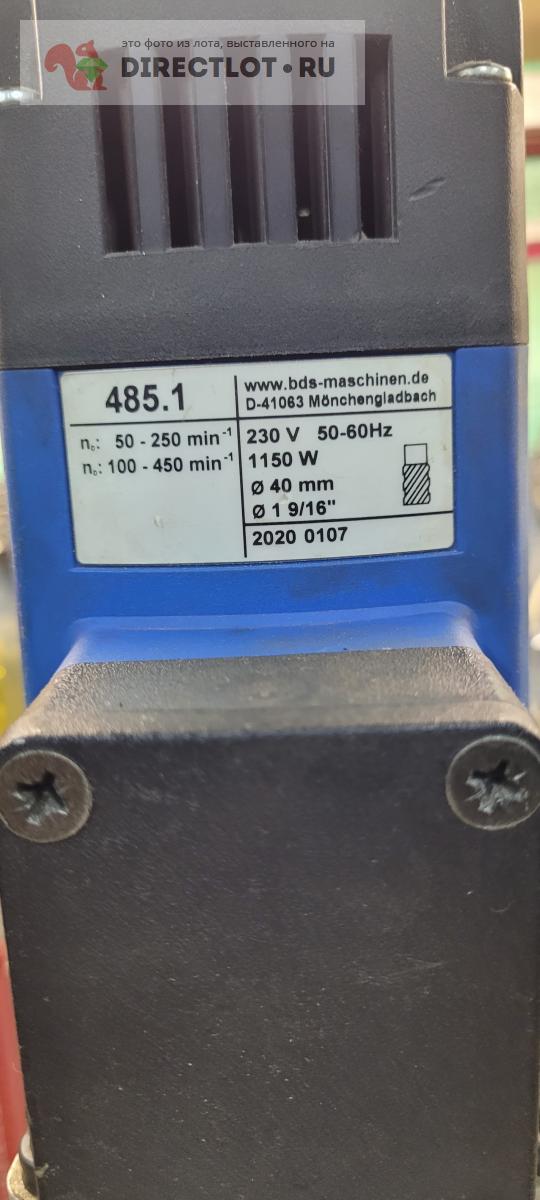 это фото из лота, выставленного на
DIRECTLOT.RU
485.1
n₀: 50 - 250 min⁻¹
n₀: 100 - 450 min⁻¹
www.bds-maschinen.de
D-41063 Mönchengladbach
230 V 50-60Hz
1150 W
Ø 40 mm
Ø 1 9/16"
2020 0107